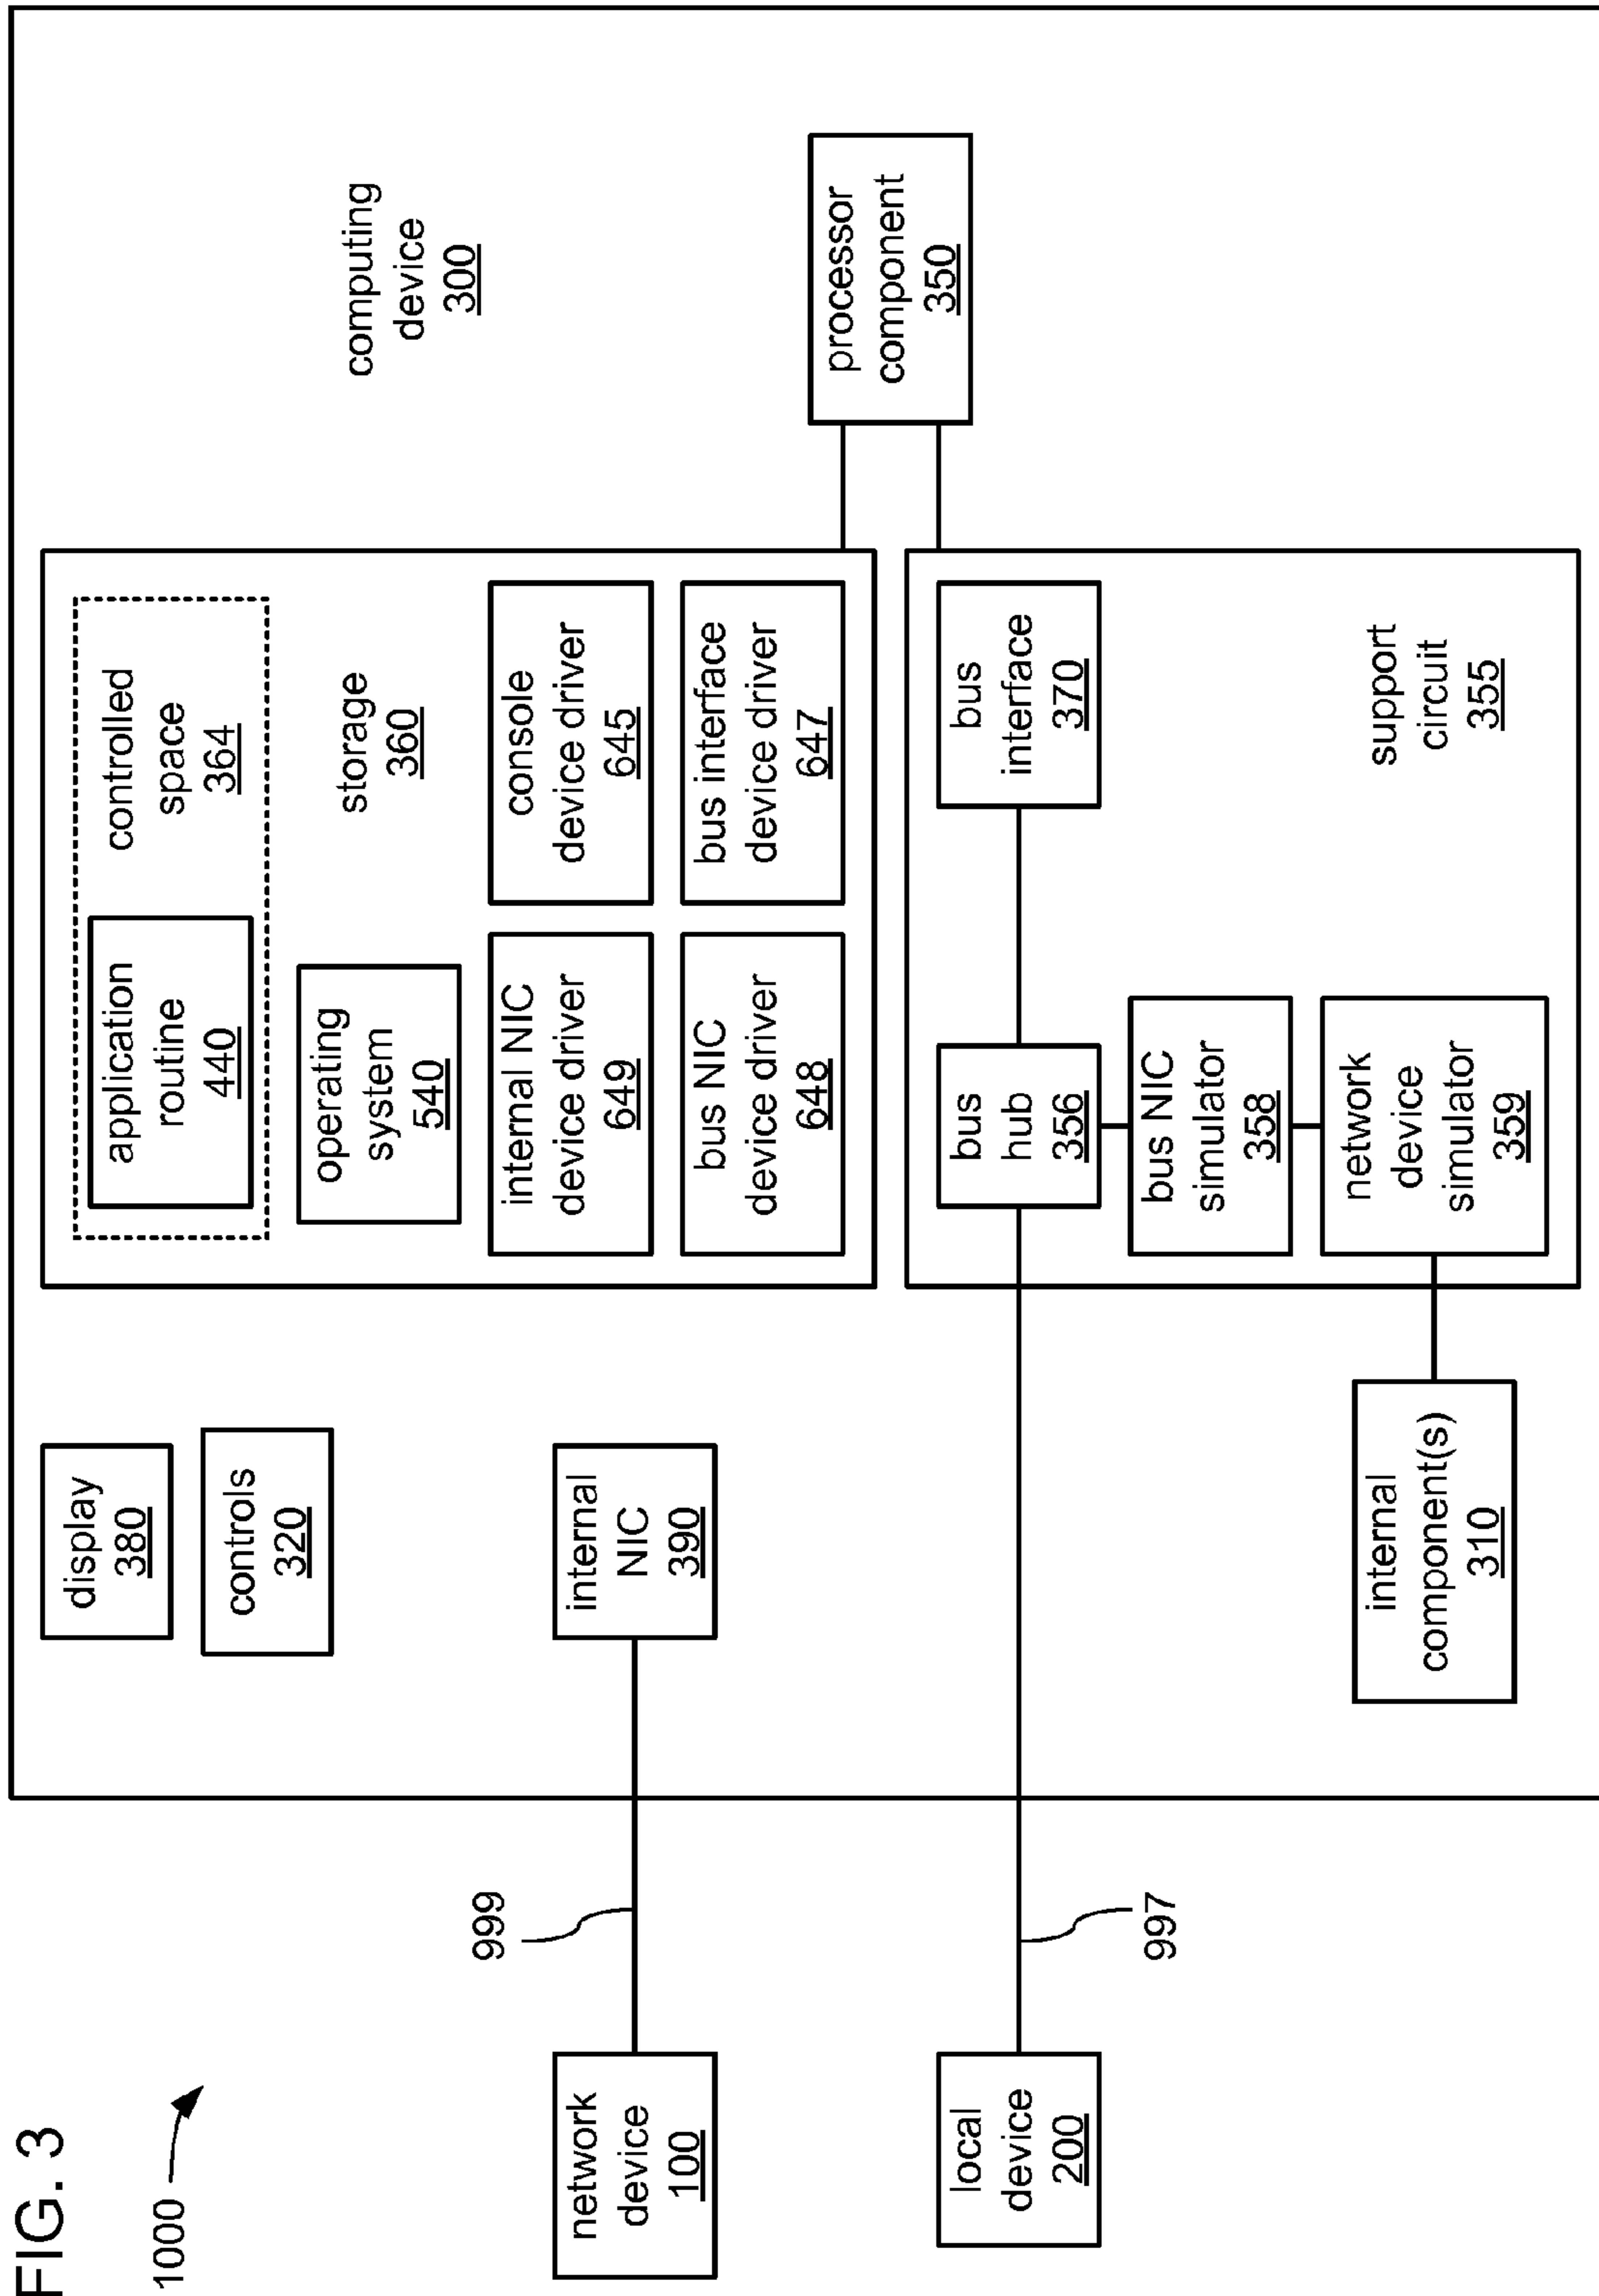 FIG. 3
1000
network
device
100
999
local
device
200
997
display
380
controls
320
internal
NIC
390
internal
component(s)
310
computing
device
300
application
routine
440
controlled
space
364
operating
system
540
storage
360
internal NIC
device driver
649
console
device driver
645
bus NIC
device driver
648
bus interface
device driver
647
processor
component
350
bus
hub
356
bus
interface
370
bus NIC
simulator
358
network
device
simulator
359
support
circuit
355